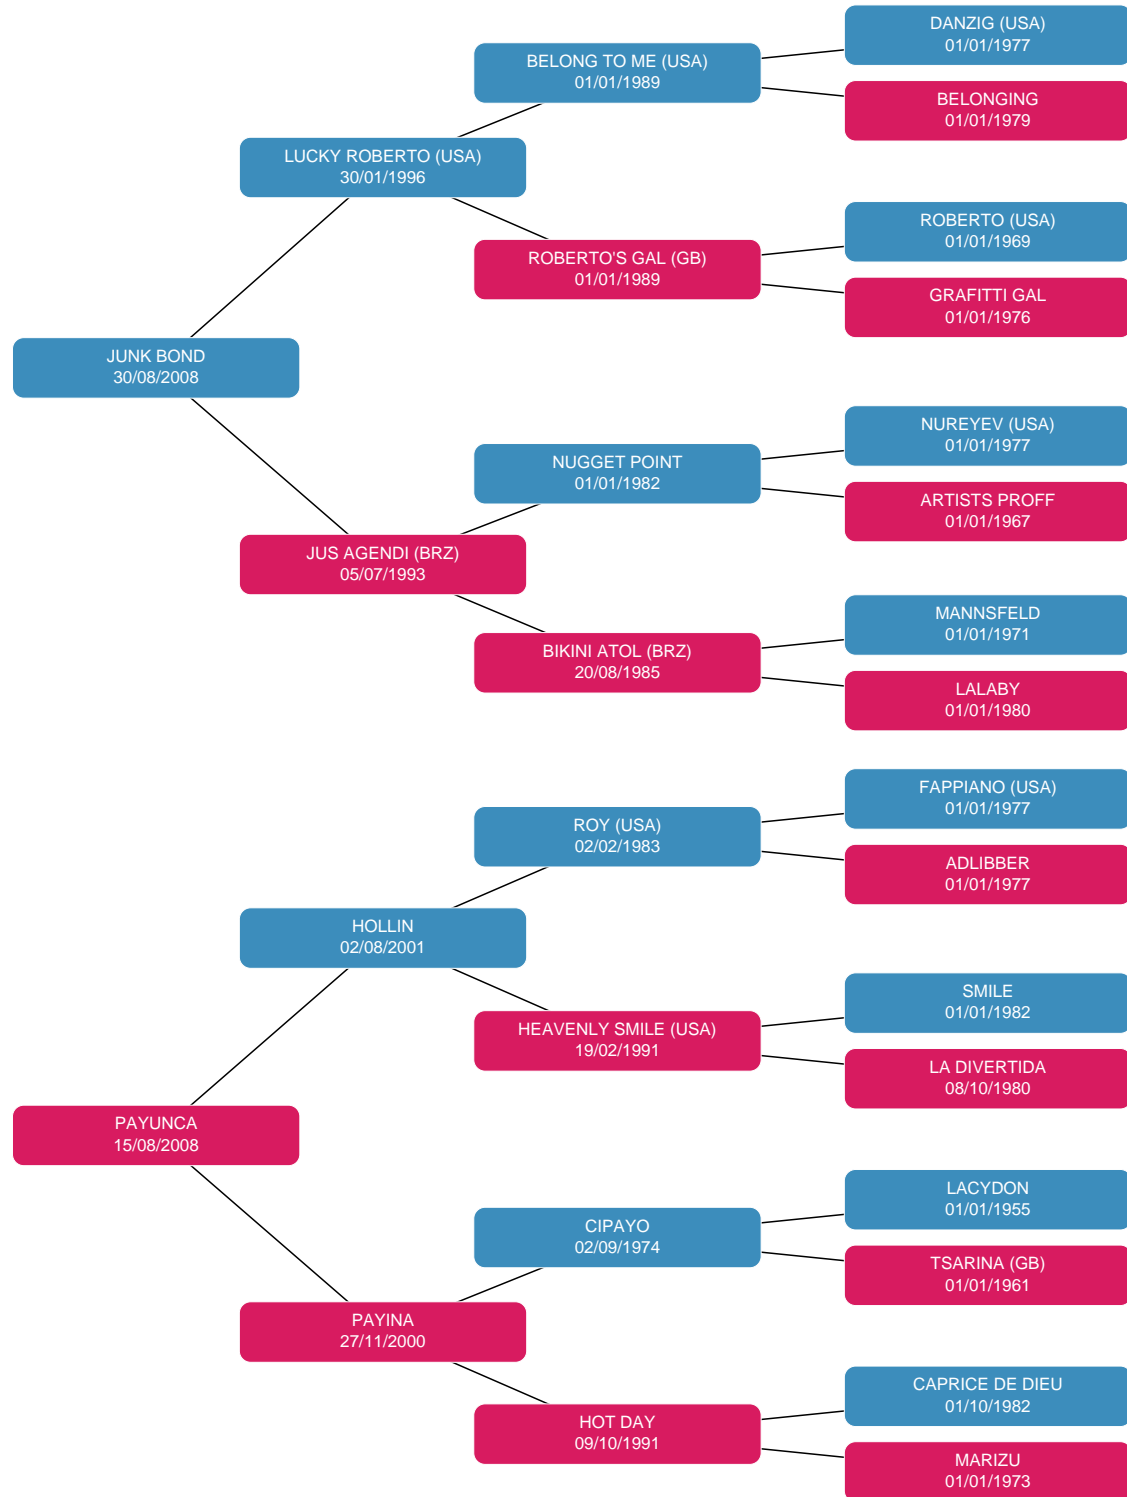 DANZIG (USA)
01/01/1977
BELONG TO ME (USA)
01/01/1989
BELONGING
01/01/1979
LUCKY ROBERTO (USA)
30/01/1996
ROBERTO (USA)
01/01/1969
ROBERTO'S GAL (GB)
01/01/1989
GRAFITTI GAL
01/01/1976
JUNK BOND
30/08/2008
NUREYEV (USA)
01/01/1977
NUGGET POINT
01/01/1982
ARTISTS PROFF
01/01/1967
JUS AGENDI (BRZ)
05/07/1993
MANNSFELD
01/01/1971
BIKINI ATOL (BRZ)
20/08/1985
LALABY
01/01/1980
FAPPIANO (USA)
01/01/1977
ROY (USA)
02/02/1983
ADLIBBER
01/01/1977
HOLLIN
02/08/2001
SMILE
01/01/1982
HEAVENLY SMILE (USA)
19/02/1991
LA DIVERTIDA
08/10/1980
PAYUNCA
15/08/2008
LACYDON
01/01/1955
CIPAYO
02/09/1974
TSARINA (GB)
01/01/1961
PAYINA
27/11/2000
CAPRICE DE DIEU
01/10/1982
HOT DAY
09/10/1991
MARIZU
01/01/1973